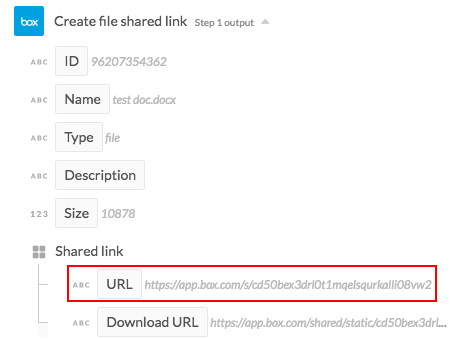 box Create file shared link Step 1 output
ABC ID 96207354362
ABC Name test doc.docx
ABC Type file
ABC Description
123 Size 10878
Shared link
ABC URL https://app.box.com/s/cd50bex3drl0t1mqelsqurkalli08vw2
ABC Download URL https://app.box.com/shared/static/cd50bex3drl...